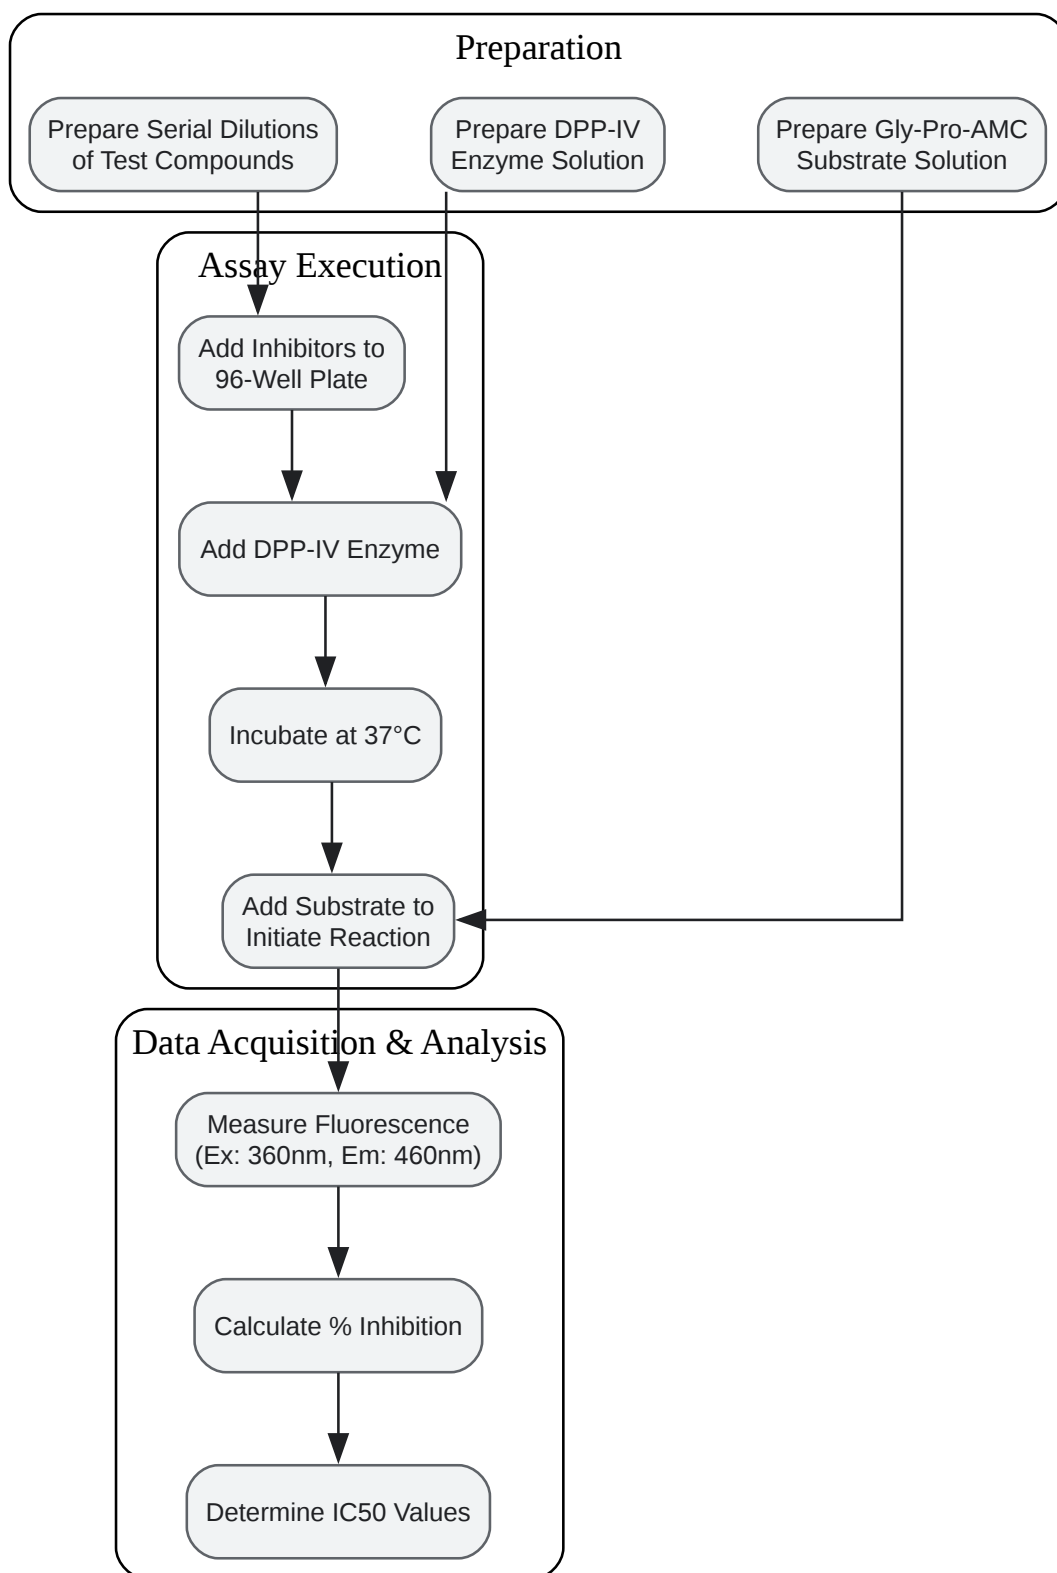 Preparation
Prepare Serial Dilutions
of Test Compounds
Prepare DPP-IV
Enzyme Solution
Prepare Gly-Pro-AMC
Substrate Solution
Assay Execution
Add Inhibitors to
96-Well Plate
Add DPP-IV Enzyme
Incubate at 37°C
Add Substrate to
Initiate Reaction
Data Acquisition & Analysis
Measure Fluorescence
(Ex: 360nm, Em: 460nm)
Calculate % Inhibition
Determine IC50 Values